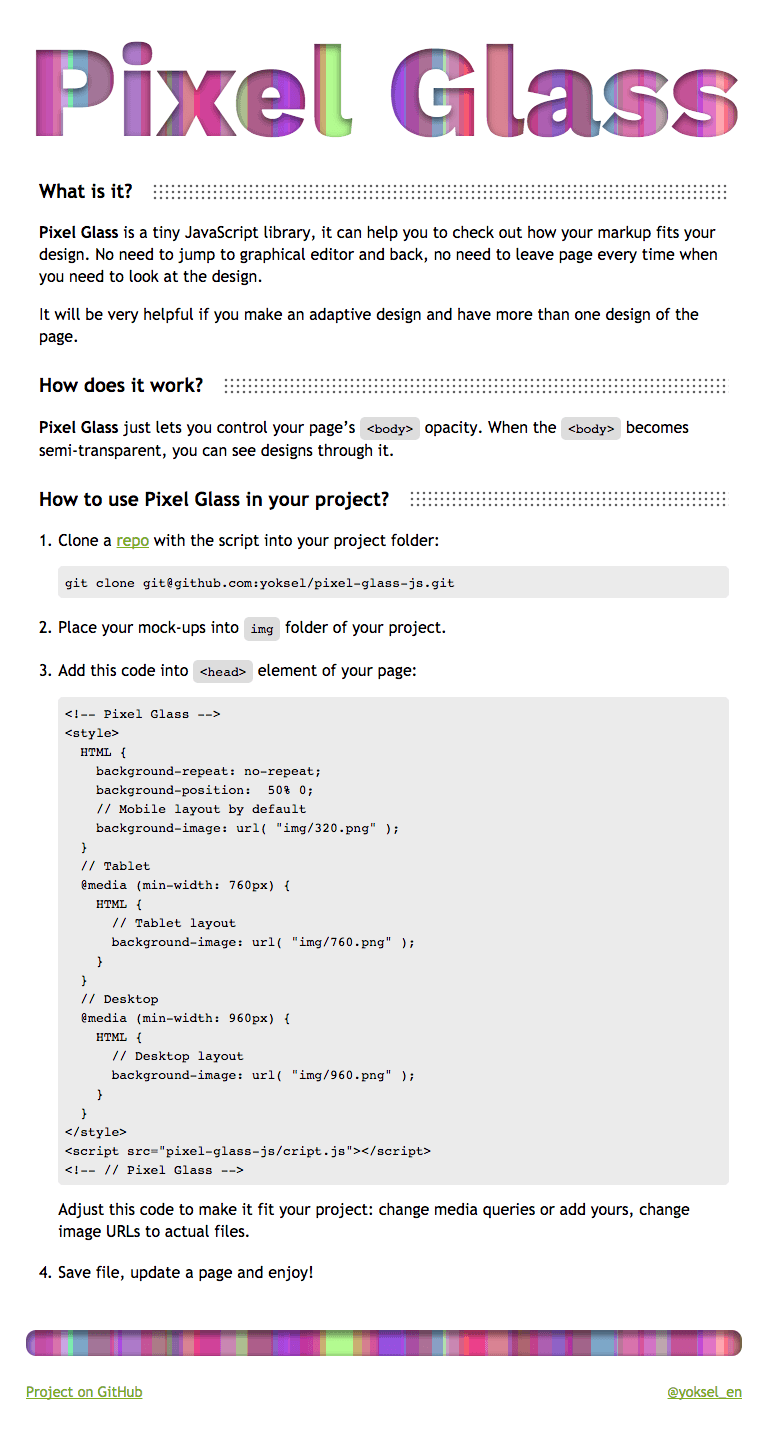 Pixel Glass
What is it?
Pixel Glass is a tiny JavaScript library, it can help you to check out how your markup fits your
design. No need to jump to graphical editor and back, no need to leave page every time when
you need to look at the design.
It will be very helpful if you make an adaptive design and have more than one design of the
page.
How does it work?
Pixel Glass just lets you control your page’s <body> opacity. When the <body> becomes
semi-transparent, you can see designs through it.
How to use Pixel Glass in your project?
1. Clone a repo with the script into your project folder:
git clone git@github.com:yoksel/pixel-glass-js.git
2. Place your mock-ups into img folder of your project.
3. Add this code into <head> element of your page:
<!-- Pixel Glass -->
<style>
  HTML {
    background-repeat: no-repeat;
    background-position:  50% 0;
    // Mobile layout by default
    background-image: url( "img/320.png" );
  }
  // Tablet
  @media (min-width: 760px) {
    HTML {
      // Tablet layout
      background-image: url( "img/760.png" );
    }
  }
  // Desktop
  @media (min-width: 960px) {
    HTML {
      // Desktop layout
      background-image: url( "img/960.png" );
    }
  }
</style>
<script src="pixel-glass-js/cript.js"></script>
<!-- // Pixel Glass -->
Adjust this code to make it fit your project: change media queries or add yours, change
image URLs to actual files.
4. Save file, update a page and enjoy!
Project on GitHub
@yoksel_en